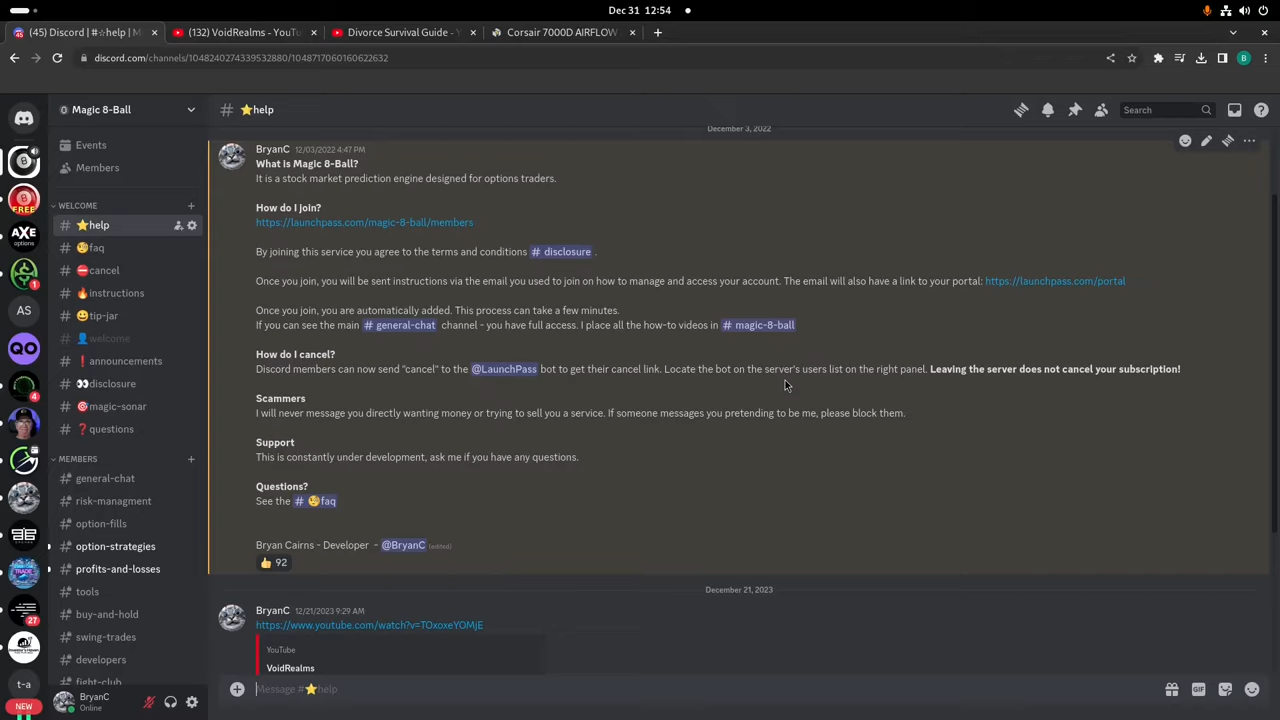 Dec 31 12:54
(45) Discord | #⭐help | M
(132) VoidRealms - YouTu
Divorce Survival Guide -
Corsair 7000D AIRFLOW
discord.com/channels/1048240274339532880/1048717060160622632
B
Magic 8-Ball
# ⭐help
Search
Events
Members
WELCOME
⭐help
🧐faq
⛔cancel
🔥instructions
😀tip-jar
👤welcome
❗announcements
👀disclosure
🎯magic-sonar
❓questions
MEMBERS
general-chat
risk-managment
option-fills
option-strategies
profits-and-losses
tools
buy-and-hold
swing-trades
developers
fight-club
FREE
AXE
options
1
AS
QO
TRADE
27
t-a
NEW
BryanC
Online
December 3, 2022
BryanC 12/03/2022 4:47 PM
What is Magic 8-Ball?
It is a stock market prediction engine designed for options traders.
How do I join?
https://launchpass.com/magic-8-ball/members
By joining this service you agree to the terms and conditions # disclosure .
Once you join, you will be sent instructions via the email you used to join on how to manage and access your account. The email will also have a link to your portal: https://launchpass.com/portal
Once you join, you are automatically added. This process can take a few minutes.
If you can see the main # general-chat channel - you have full access. I place all the how-to videos in # magic-8-ball
How do I cancel?
Discord members can now send "cancel" to the @LaunchPass bot to get their cancel link. Locate the bot on the server's users list on the right panel. Leaving the server does not cancel your subscription!
Scammers
I will never message you directly wanting money or trying to sell you a service. If someone messages you pretending to be me, please block them.
Support
This is constantly under development, ask me if you have any questions.
Questions?
See the # 🧐faq
Bryan Cairns - Developer - @BryanC (edited)
👍 92
December 21, 2023
BryanC 12/21/2023 9:29 AM
https://www.youtube.com/watch?v=TOxoxeYOMjE
YouTube
VoidRealms
Message #⭐help
GIF